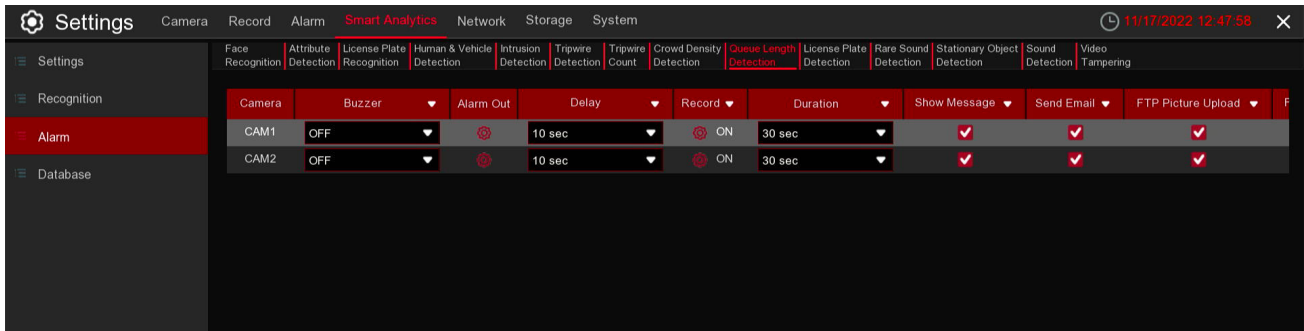 Settings Camera Record Alarm Smart Analytics Network Storage System 11/17/2022 12:47:58
Face Recognition Attribute Detection License Plate Recognition Human & Vehicle Detection Intrusion Detection Tripwire Detection Tripwire Count Crowd Density Detection Queue Length Detection License Plate Detection Rare Sound Detection Stationary Object Detection Sound Detection Video Tampering
Settings
Recognition
Alarm
Database
Camera Buzzer Alarm Out Delay Record Duration Show Message Send Email FTP Picture Upload
CAM1 OFF 10 sec ON 30 sec
CAM2 OFF 10 sec ON 30 sec